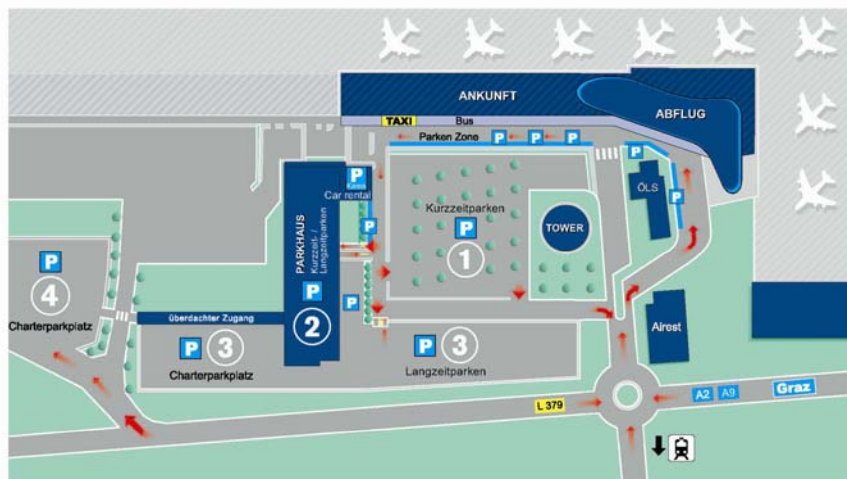 ANKUNFT
ABFLUG
TAXI
Bus
Parken Zone
P
P
P
P
P
Kassa
Car rental
ÖLS
P
P
Kurzzeitparken
P
1
TOWER
PARKHAUS
Kurzzeit- /
Langzeitparken
P
2
P
P
4
Charterparkplatz
überdachter Zugang
P
3
Charterparkplatz
P
3
Langzeitparken
Airest
L 379
A2
A9
Graz